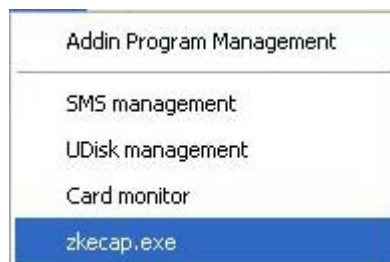 Addin Program Management
SMS management
UDisk management
Card monitor
zkecap.exe